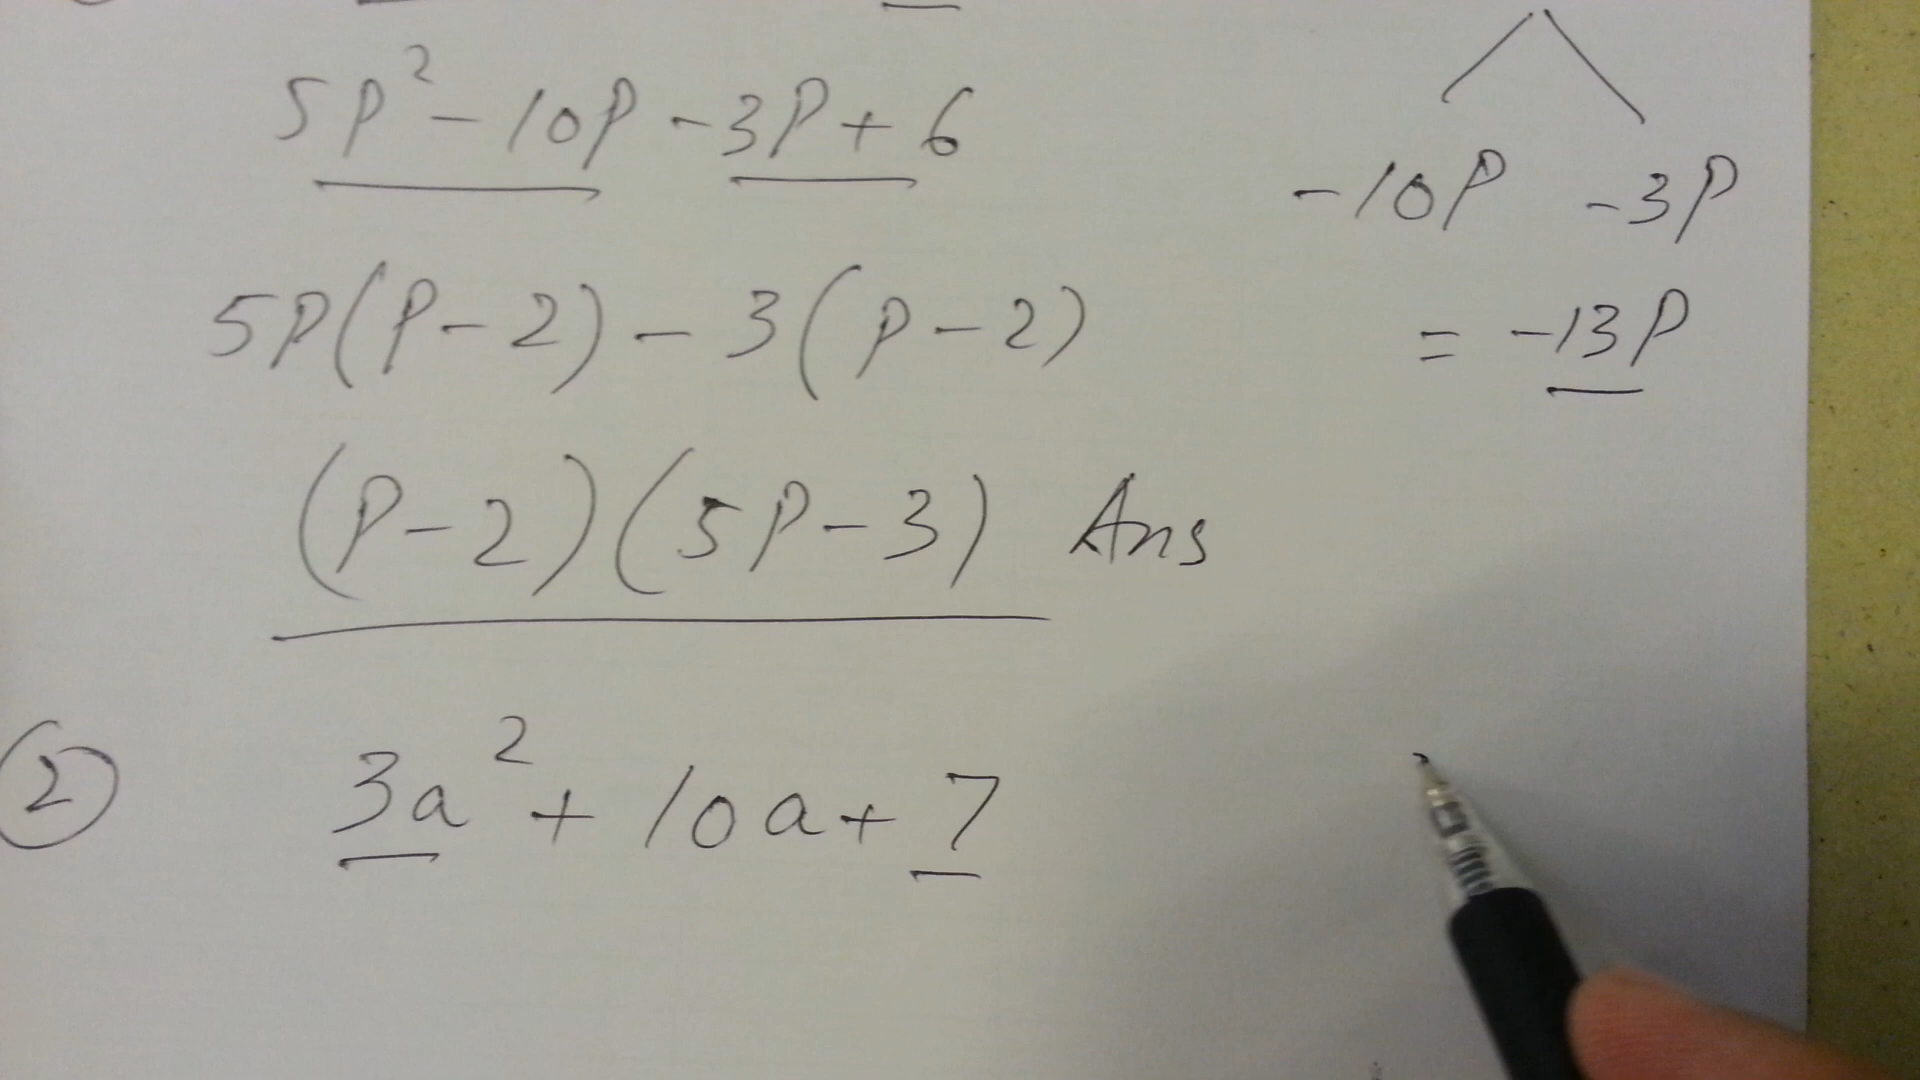 5P² - 10P - 3P + 6
-10P -3P
5P(P - 2) - 3(P - 2)
= -13P
(P - 2)(5P - 3) Ans
② 3a² + 10a + 7